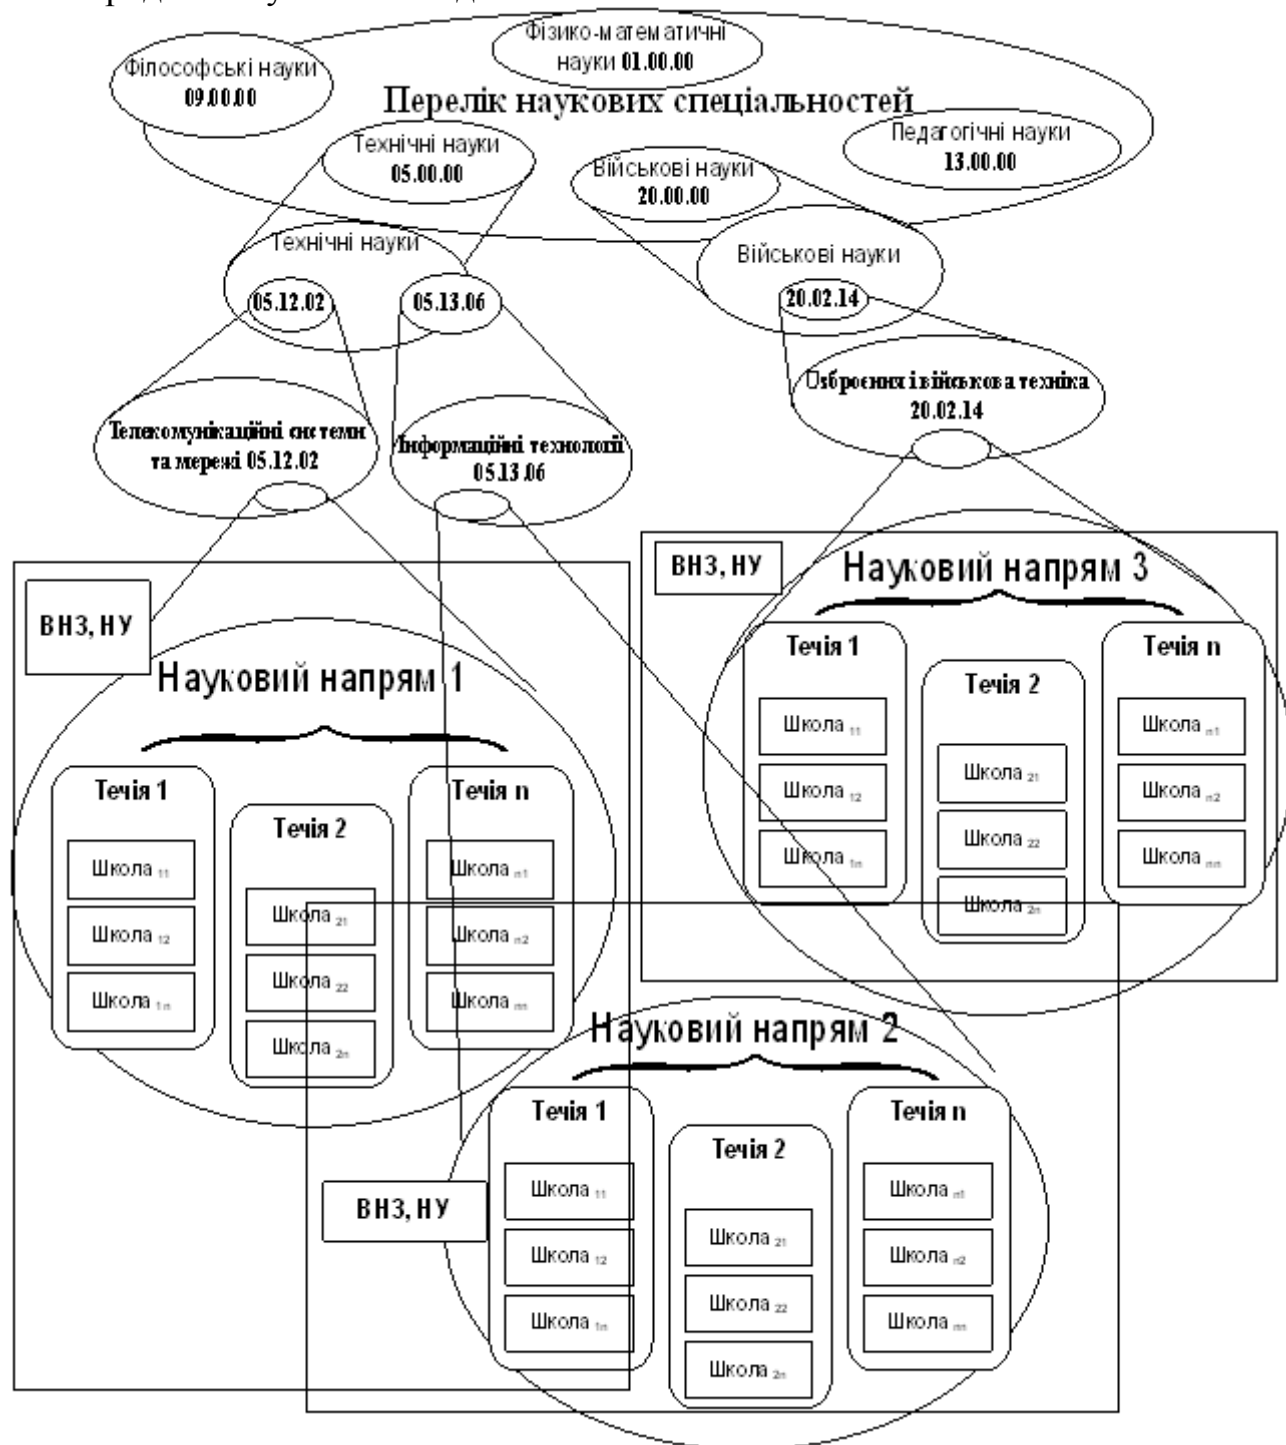 Фізико-математичні
науки 01.00.00
Філософські науки
09.00.00
Перелік наукових спеціальностей
Технічні науки
05.00.00
Військові науки
20.00.00
Педагогічні науки
13.00.00
Технічні науки
05.12.02
05.13.06
Військові науки
20.02.14
зброєння і військова техніка
20.02.14
Телекомунікаційні системи
та мережі 05.12.02
Інформаційні технології
05.13.06
ВНЗ, НУ
Науковий напрям 3
Течія 1
Школа 11
Школа 12
Школа 1n
Течія 2
Школа 21
Школа 22
Школа 2n
Течія n
Школа n1
Школа n2
Школа nn
ВНЗ, НУ
Науковий напрям 1
Течія 1
Школа 11
Школа 12
Школа 1n
Течія 2
Школа 21
Школа 22
Школа 2n
Течія n
Школа n1
Школа n2
Школа nn
ВНЗ, НУ
Науковий напрям 2
Течія 1
Школа 11
Школа 12
Школа 1n
Течія 2
Школа 21
Школа 22
Школа 2n
Течія n
Школа n1
Школа n2
Школа nn